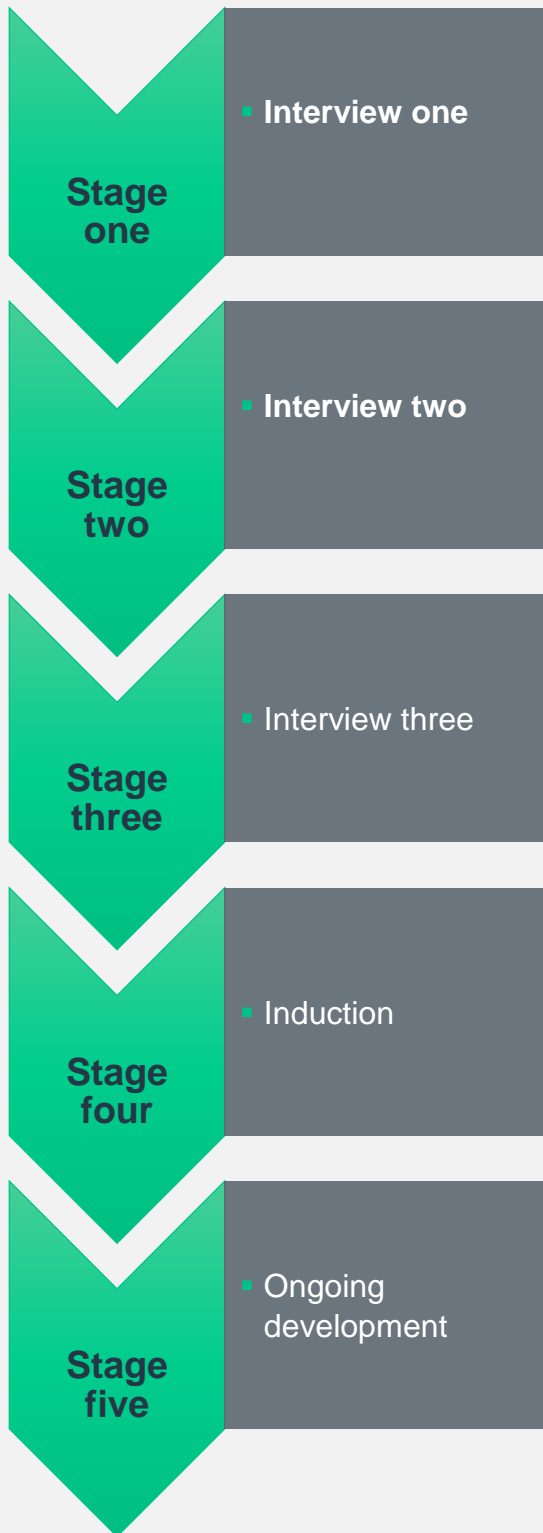 Stage
one
▪ Interview one
Stage
two
▪ Interview two
Stage
three
▪ Interview three
Stage
four
▪ Induction
Stage
five
▪ Ongoing
development